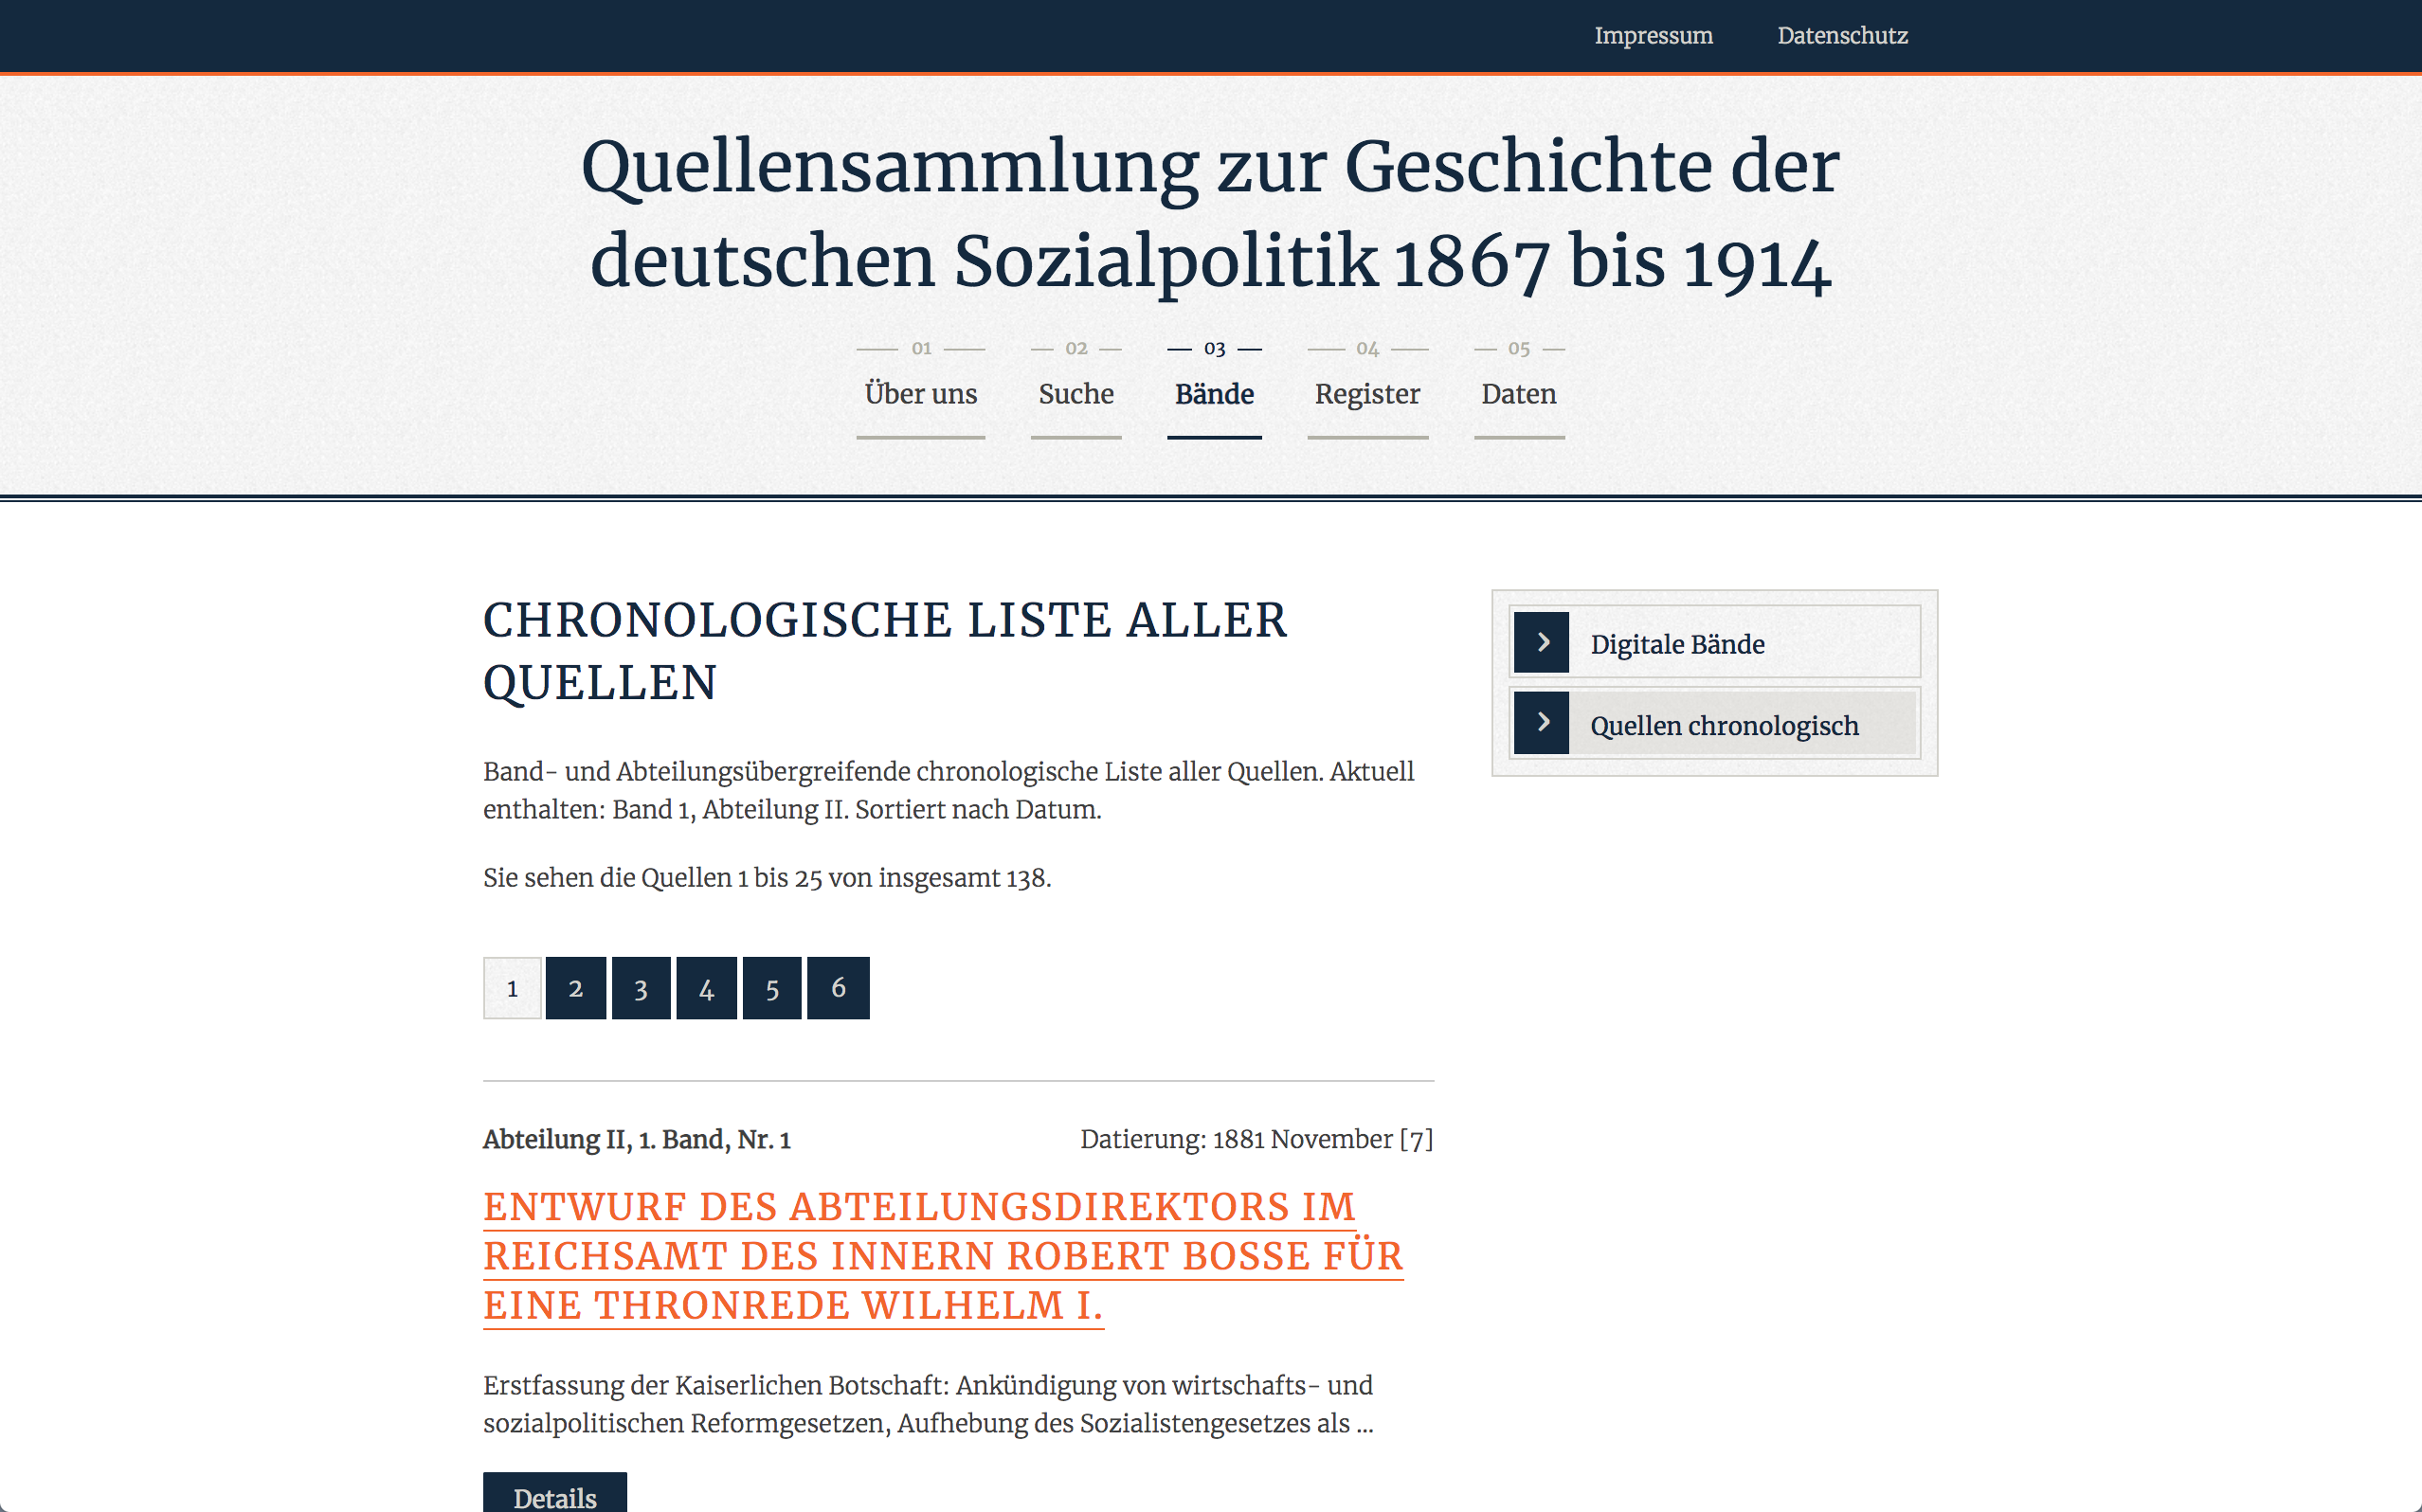 Impressum Datenschutz
Quellensammlung zur Geschichte der
deutschen Sozialpolitik 1867 bis 1914
01 02 03 04 05
Über uns Suche Bände Register Daten
CHRONOLOGISCHE LISTE ALLER
QUELLEN
Digitale Bände
Quellen chronologisch
Band- und Abteilungsübergreifende chronologische Liste aller Quellen. Aktuell
enthalten: Band 1, Abteilung II. Sortiert nach Datum.
Sie sehen die Quellen 1 bis 25 von insgesamt 138.
1 2 3 4 5 6
Abteilung II, 1. Band, Nr. 1 Datierung: 1881 November [7]
ENTWURF DES ABTEILUNGSDIREKTORS IM
REICHSAMT DES INNERN ROBERT BOSSE FÜR
EINE THRONREDE WILHELM I.
Erstfassung der Kaiserlichen Botschaft: Ankündigung von wirtschafts- und
sozialpolitischen Reformgesetzen, Aufhebung des Sozialistengesetzes als ...
Details